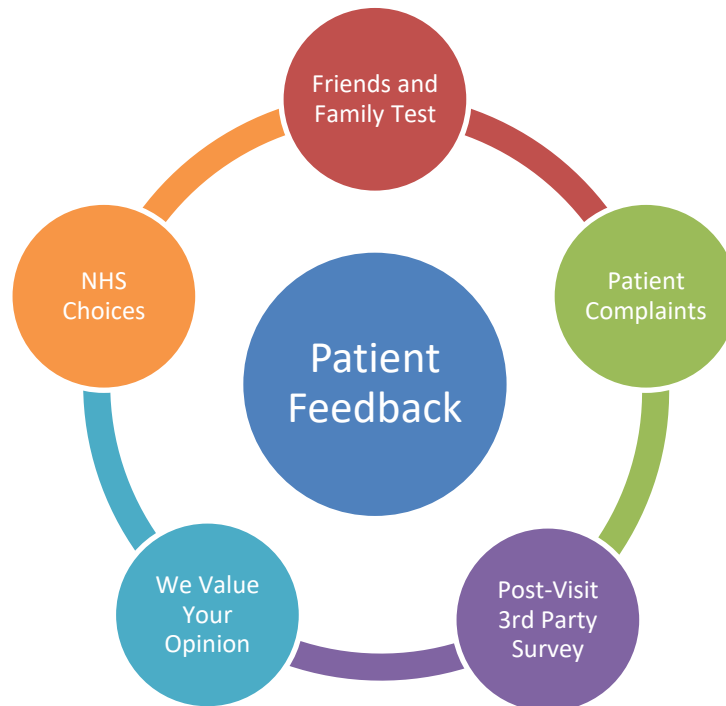 Friends and
Family Test
NHS
Choices
Patient
Complaints
Patient
Feedback
We Value
Your
Opinion
Post-Visit
3rd Party
Survey